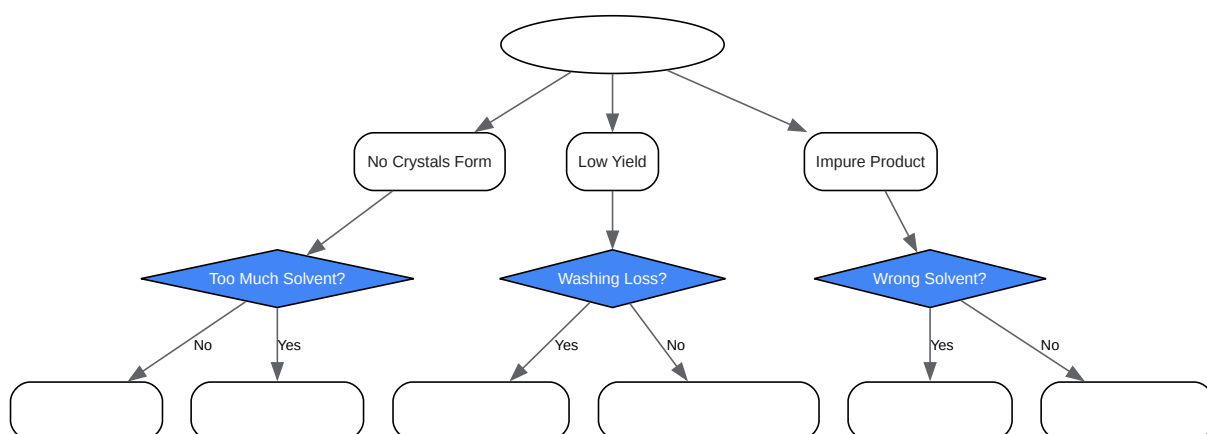 No Crystals Form
Low Yield
Impure Product
Too Much Solvent?
Washing Loss?
Wrong Solvent?
No
Yes
Yes
No
Yes
No